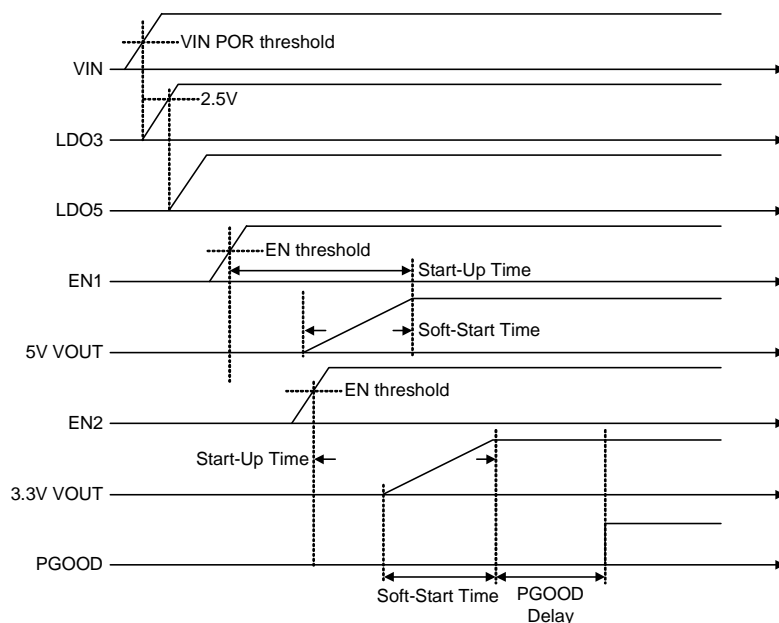 VIN POR threshold
VIN
2.5V
LDO3
LDO5
EN threshold
Start-Up Time
EN1
Soft-Start Time
5V VOUT
EN threshold
EN2
Start-Up Time
3.3V VOUT
PGOOD
Soft-Start Time
PGOOD
Delay